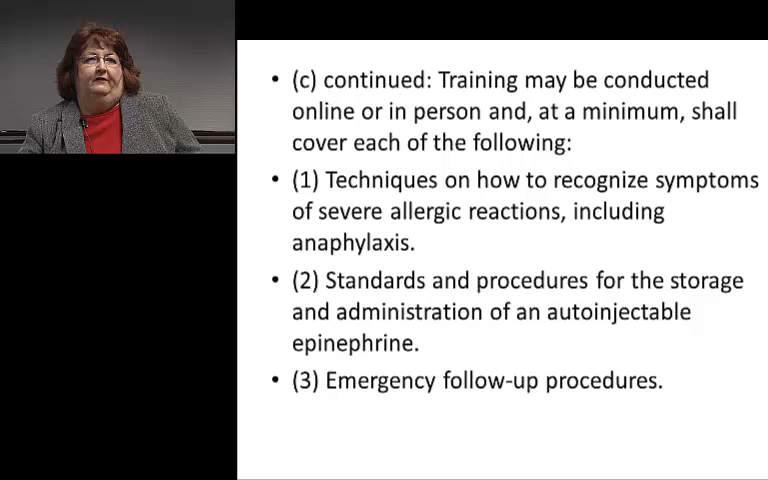 • (c) continued: Training may be conducted
online or in person and, at a minimum, shall
cover each of the following:
• (1) Techniques on how to recognize symptoms
of severe allergic reactions, including
anaphylaxis.
• (2) Standards and procedures for the storage
and administration of an autoinjectable
epinephrine.
• (3) Emergency follow-up procedures.